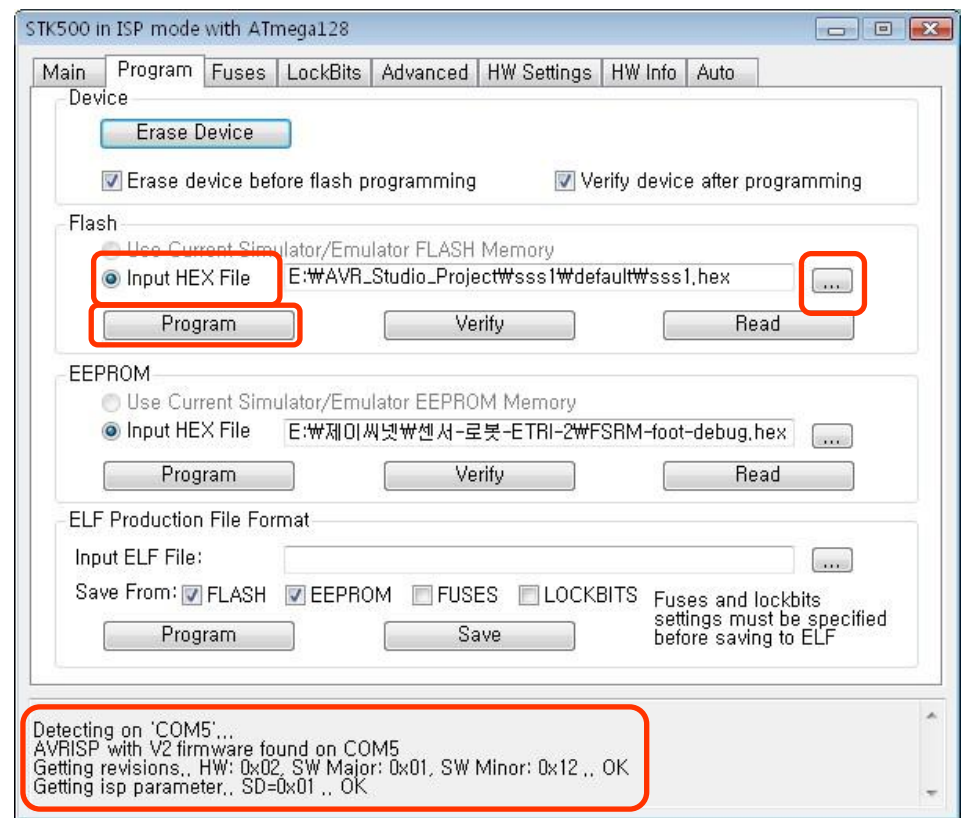 STK500 in ISP mode with ATmega128
Main Program Fuses LockBits Advanced HW Settings HW Info Auto
Device
Erase Device
Erase device before flash programming Verify device after programming
Flash
Use Current Simulator/Emulator FLASH Memory
Input HEX File E:₩AVR_Studio_Project₩sss1₩default₩sss1,hex ...
Program Verify Read
EEPROM
Use Current Simulator/Emulator EEPROM Memory
Input HEX File E:₩제이씨넷₩센서-로봇-ETRI-2₩FSRM-foot-debug,hex ...
Program Verify Read
ELF Production File Format
Input ELF File: ...
Save From: FLASH EEPROM FUSES LOCKBITS Fuses and lockbits
settings must be specified
Program Save before saving to ELF
Detecting on 'COM5',,,
AVRISP with V2 firmware found on COM5
Getting revisions,, HW: 0x02, SW Major: 0x01, SW Minor: 0x12 ,, OK
Getting isp parameter,, SD=0x01 ,, OK